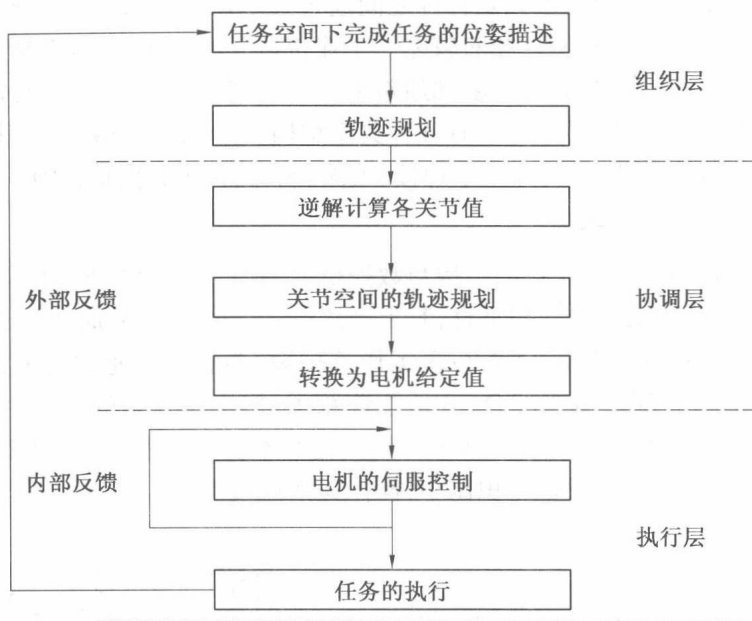 任务空间下完成任务的位姿描述
组织层
轨迹规划
逆解计算各关节值
外部反馈
关节空间的轨迹规划
协调层
转换为电机给定值
内部反馈
电机的伺服控制
执行层
任务的执行